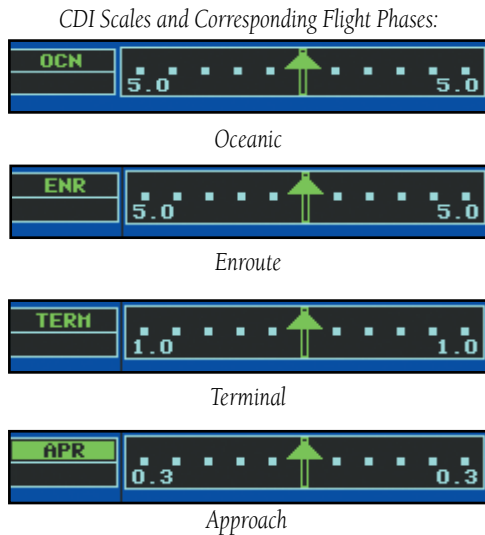 CDI Scales and Corresponding Flight Phases:
OCN
5.0 5.0
Oceanic
ENR
5.0 5.0
Enroute
TERM
1.0 1.0
Terminal
APR
0.3 0.3
Approach